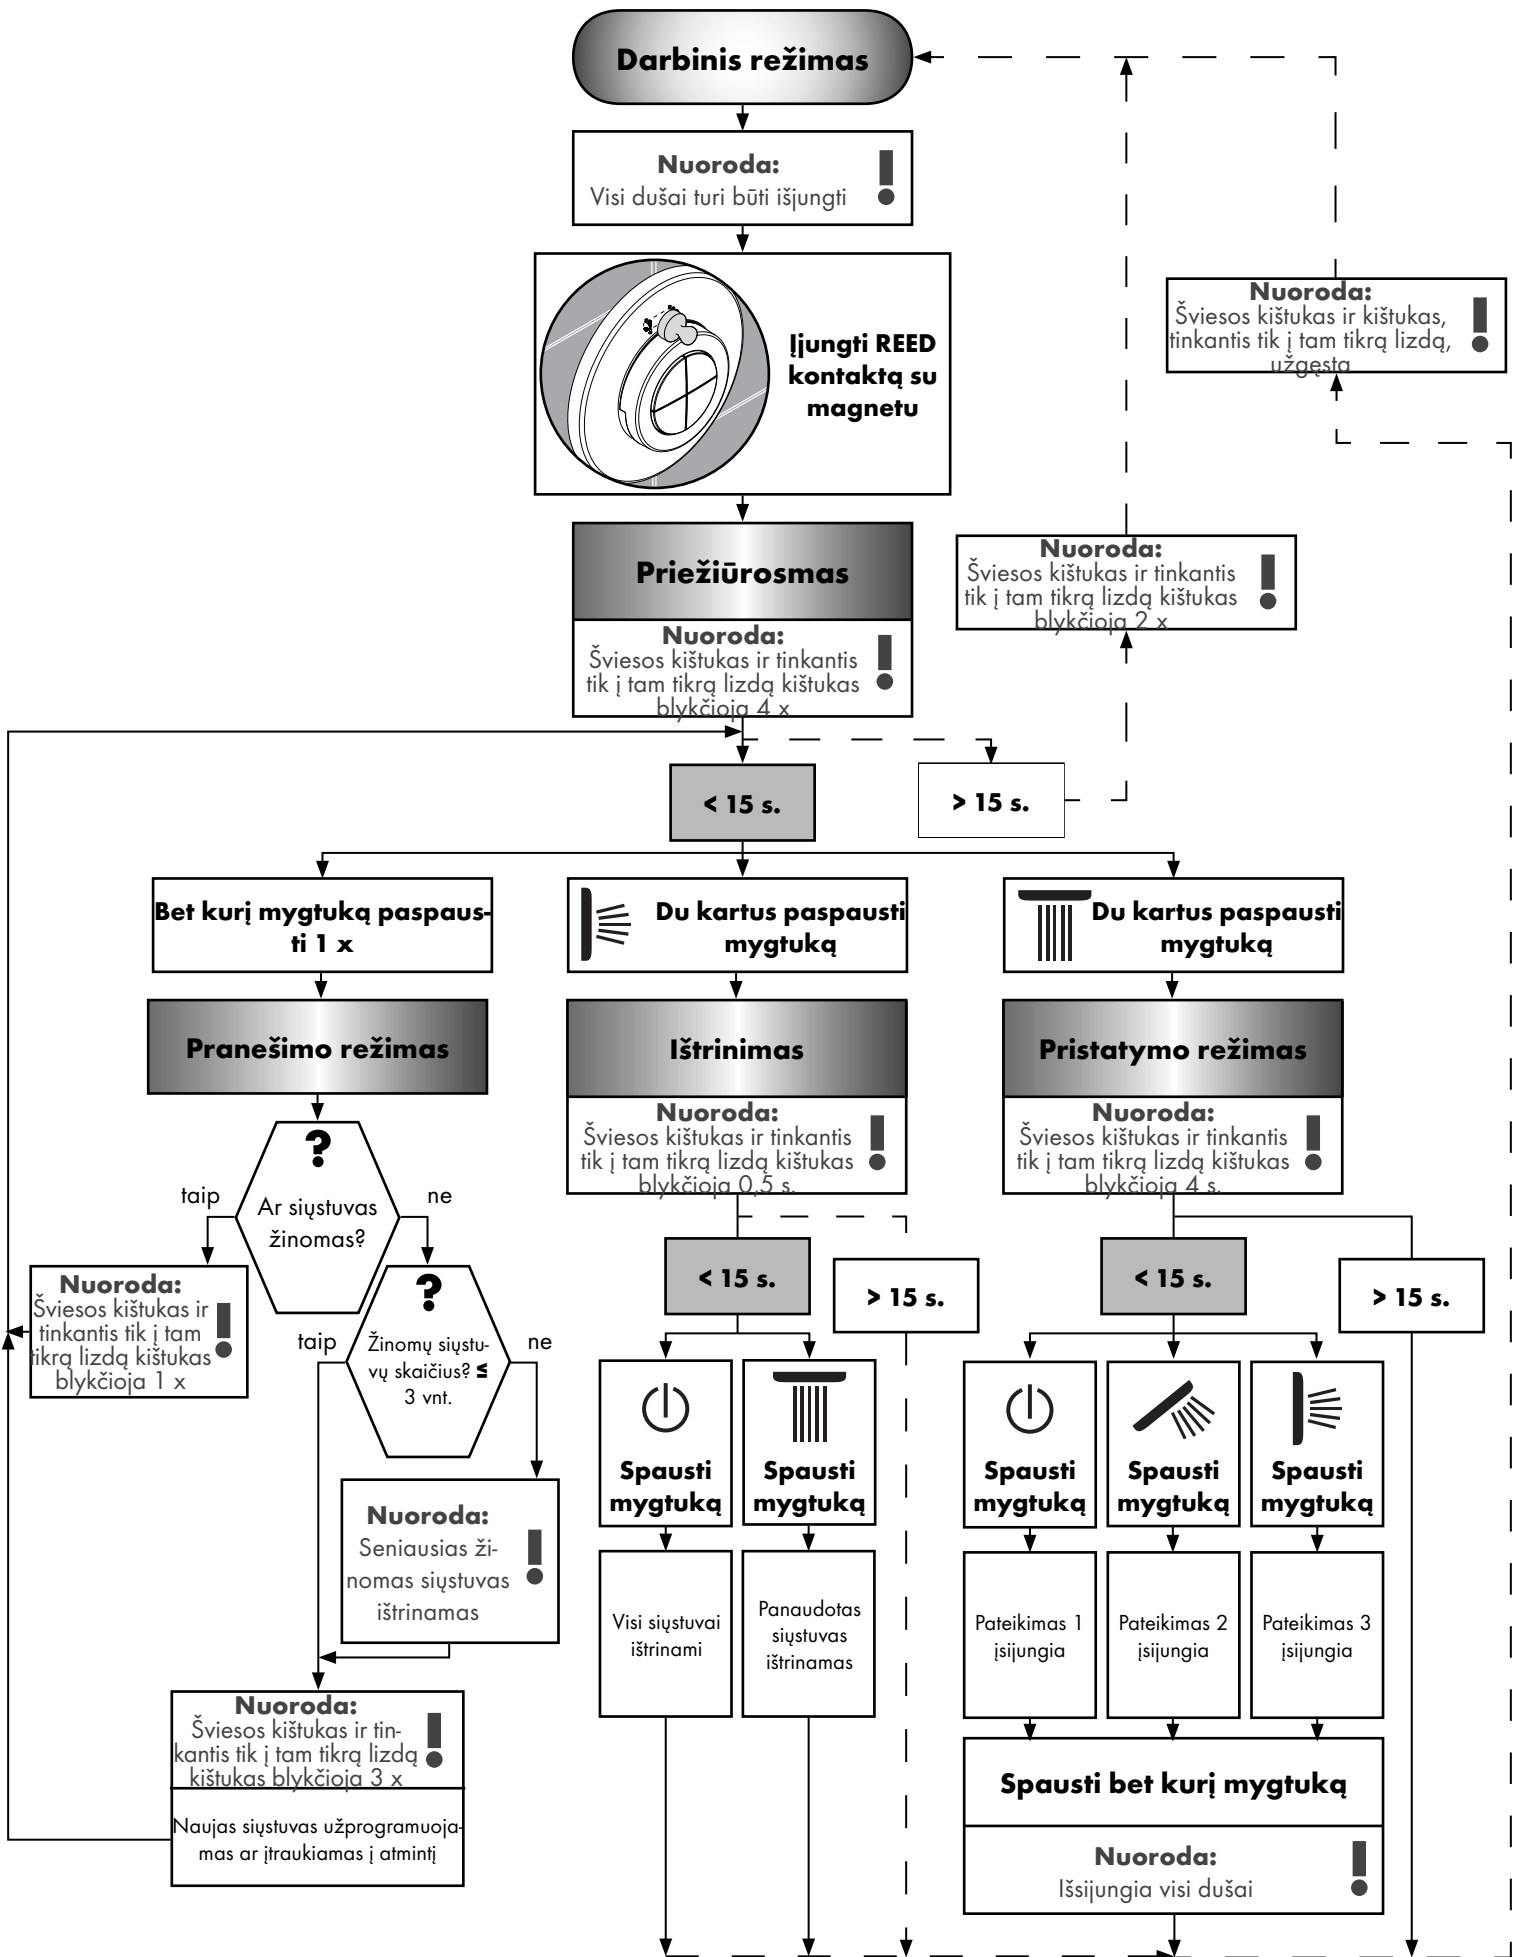 Darbinis režimas
Nuoroda:
Visi dušai turi būti išjungti
Įjungti REED
kontaktą su
magnetu
Nuoroda:
Šviesos kištukas ir kištukas,
tinkantis tik į tam tikrą lizdą,
užgęsta
Priežiūrosmas
Nuoroda:
Šviesos kištukas ir tinkantis
tik į tam tikrą lizdą kištukas
blykčioja 4 x
Nuoroda:
Šviesos kištukas ir tinkantis
tik į tam tikrą lizdą kištukas
blykčioja 2 x
< 15 s.
> 15 s.
Bet kurį mygtuką paspaus-
ti 1 x
Du kartus paspausti
mygtuką
Du kartus paspausti
mygtuką
Pranešimo režimas
Ištrinimas
Nuoroda:
Šviesos kištukas ir tinkantis
tik į tam tikrą lizdą kištukas
blykčioja 0,5 s.
Pristatymo režimas
Nuoroda:
Šviesos kištukas ir tinkantis
tik į tam tikrą lizdą kištukas
blykčioja 4 s.
?
taip
Ar siųstuvas
žinomas?
ne
Nuoroda:
Šviesos kištukas ir
tinkantis tik į tam
tikrą lizdą kištukas
blykčioja 1 x
?
taip
Žinomų siųstu-
vų skaičius? ≤
3 vnt.
ne
Nuoroda:
Seniausias ži-
nomas siųstuvas
ištrinamas
Nuoroda:
Šviesos kištukas ir tin-
kantis tik į tam tikrą lizdą
kištukas blykčioja 3 x
Naujas siųstuvas užprogramuoja-
mas ar įtraukiamas į atmintį
< 15 s.
> 15 s.
Spausti
mygtuką
Spausti
mygtuką
Visi siųstuvai
ištrinami
Panaudotas
siųstuvas
ištrinamas
< 15 s.
> 15 s.
Spausti
mygtuką
Spausti
mygtuką
Spausti
mygtuką
Pateikimas 1
įsijungia
Pateikimas 2
įsijungia
Pateikimas 3
įsijungia
Spausti bet kurį mygtuką
Nuoroda:
Išsijungia visi dušai